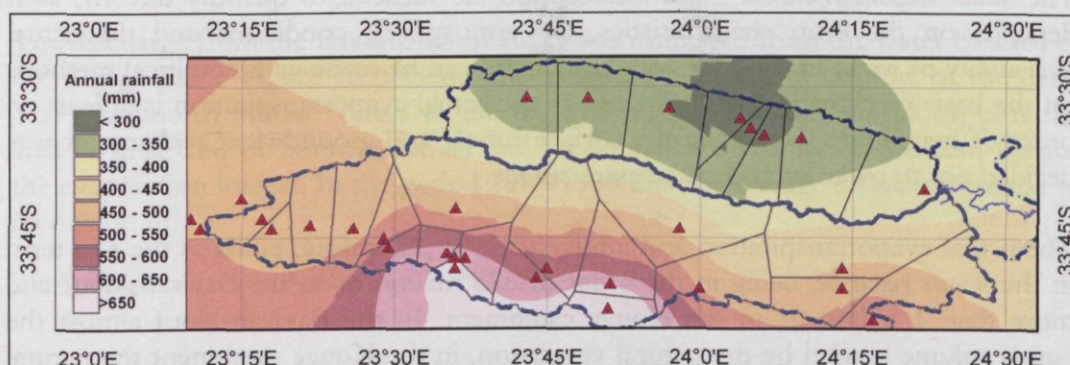 23°0'E 23°15'E 23°30'E 23°45'E 24°0'E 24°15'E 24°30'E
33°30'S
33°45'S
Annual rainfall
(mm)
< 300
300 - 350
350 - 400
400 - 450
450 - 500
500 - 550
550 - 600
600 - 650
>650
33°30'S
33°45'S
23°0'E 23°15'E 23°30'E 23°45'E 24°0'E 24°15'E 24°30'E